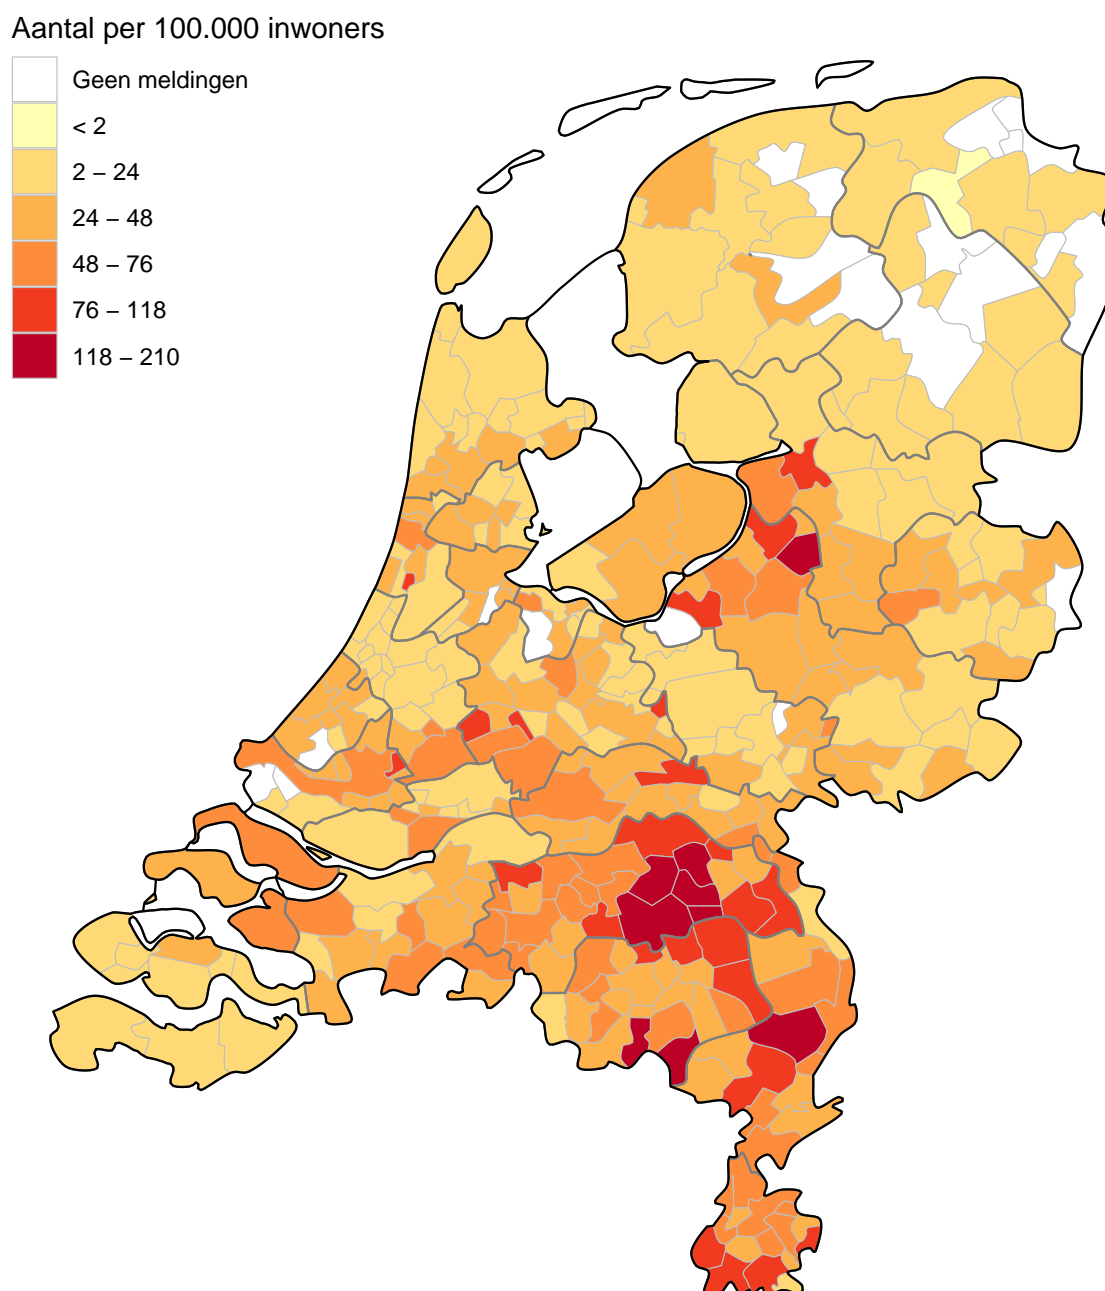 Aantal per 100.000 inwoners
Geen meldingen
< 2
2 – 24
24 – 48
48 – 76
76 – 118
118 – 210